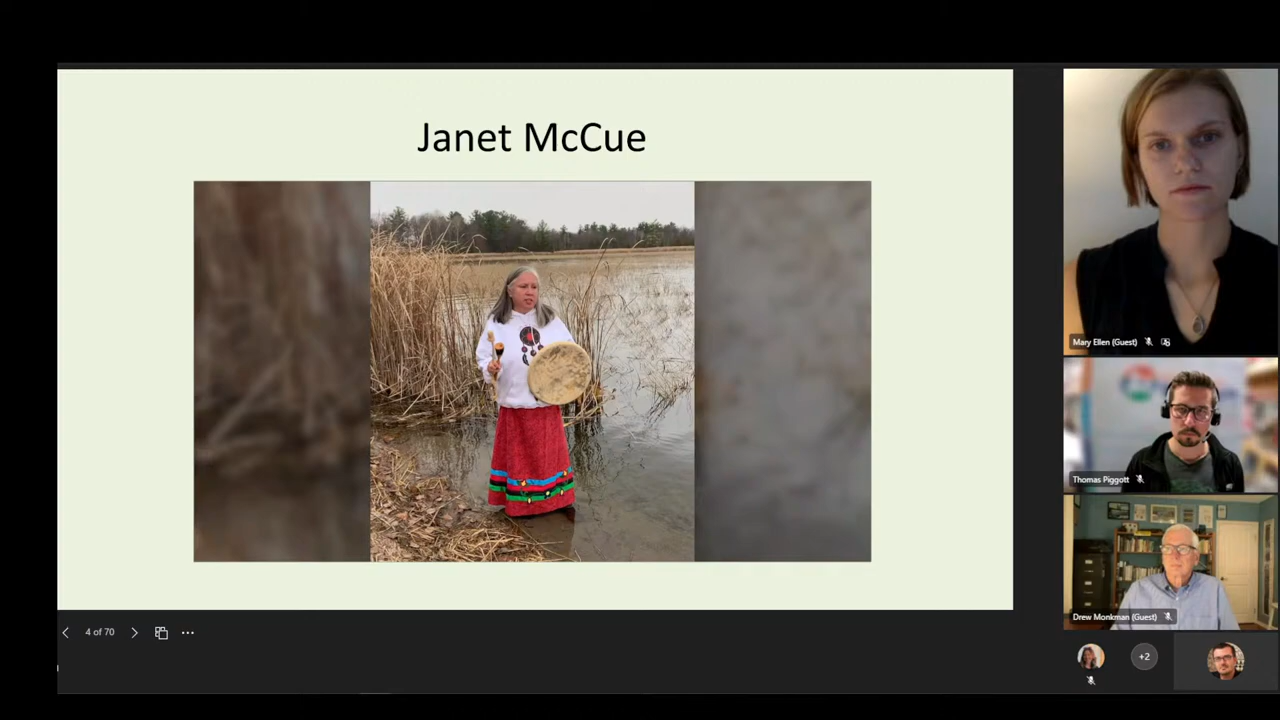 Janet McCue
Mary Ellen (Guest)
Thomas Piggott
Drew Monkman (Guest)
4 of 70
+2